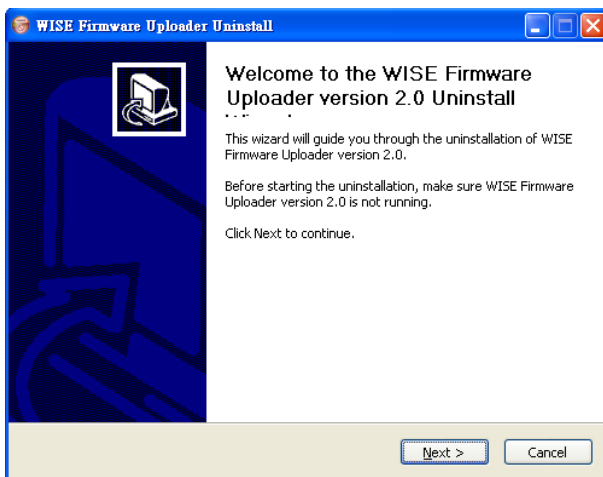 WISE Firmware Uploader Uninstall
Welcome to the WISE Firmware
Uploader version 2.0 Uninstall
This wizard will guide you through the uninstallation of WISE
Firmware Uploader version 2.0.
Before starting the uninstallation, make sure WISE Firmware
Uploader version 2.0 is not running.
Click Next to continue.
Next >
Cancel